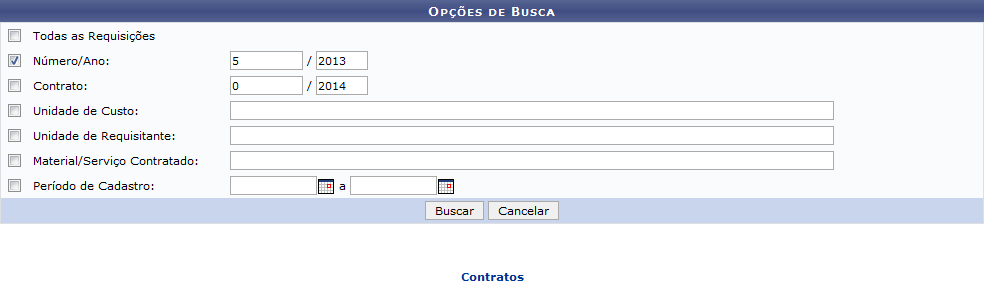 Opções de Busca
Todas as Requisições
Número/Ano: 5 / 2013
Contrato: 0 / 2014
Unidade de Custo:
Unidade de Requisitante:
Material/Serviço Contratado:
Período de Cadastro: a
Buscar Cancelar
Contratos